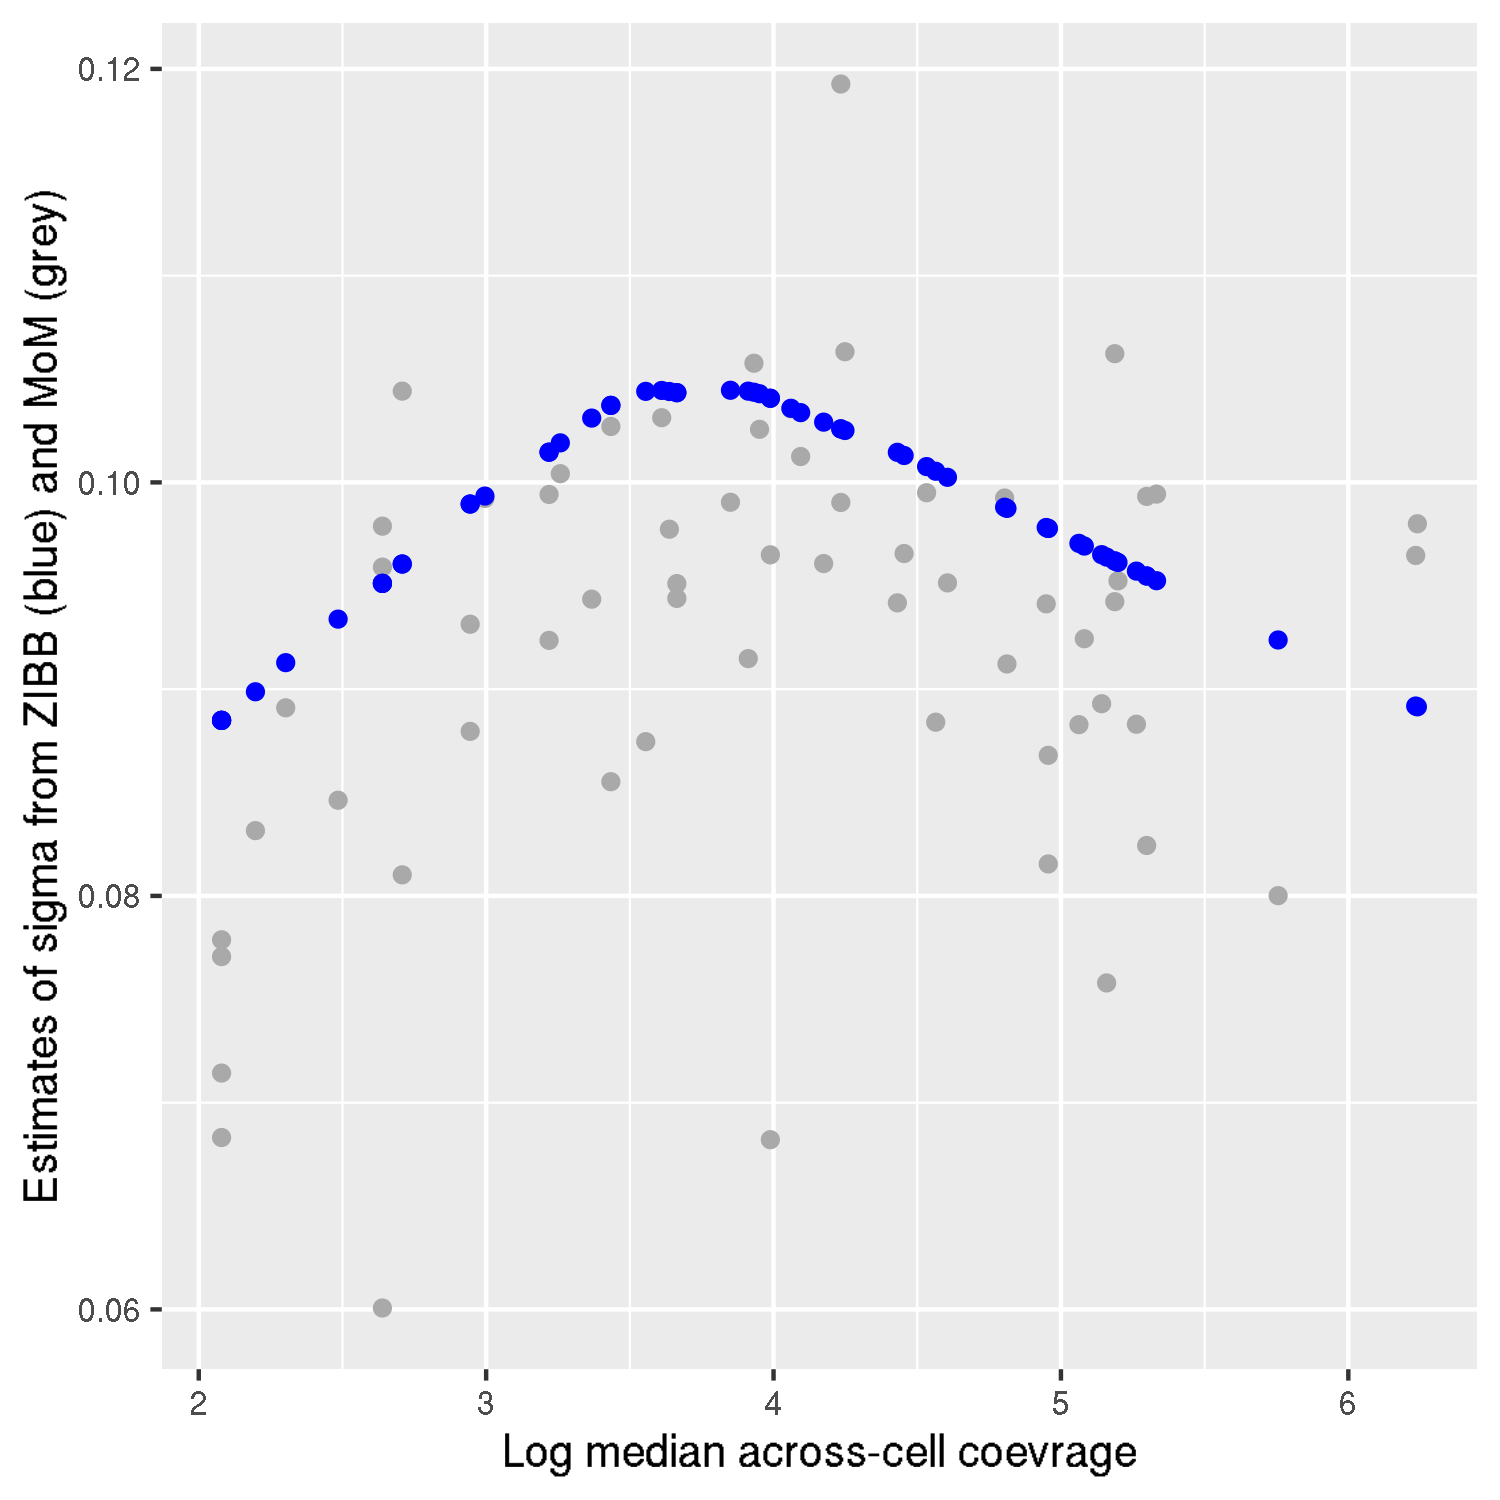 Estimates of sigma from ZIBB (blue) and MoM (grey)
0.12
0.10
0.08
0.06
2 3 4 5 6
Log median across-cell coevrage